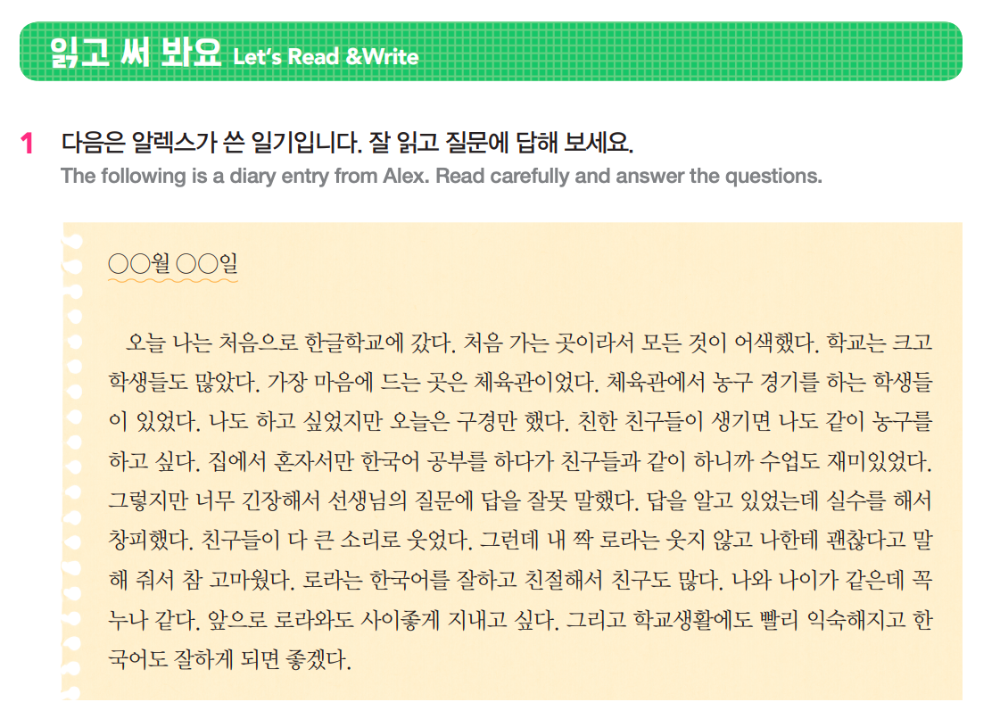 읽고 써 봐요 Let's Read &Write
1 다음은 알렉스가 쓴 일기입니다. 잘 읽고 질문에 답해 보세요.
The following is a diary entry from Alex. Read carefully and answer the questions.
○○월 ○○일
오늘 나는 처음으로 한글학교에 갔다. 처음 가는 곳이라서 모든 것이 어색했다. 학교는 크고
학생들도 많았다. 가장 마음에 드는 곳은 체육관이었다. 체육관에서 농구 경기를 하는 학생들
이 있었다. 나도 하고 싶었지만 오늘은 구경만 했다. 친한 친구들이 생기면 나도 같이 농구를
하고 싶다. 집에서 혼자서만 한국어 공부를 하다가 친구들과 같이 하니까 수업도 재미있었다.
그렇지만 너무 긴장해서 선생님의 질문에 답을 잘못 말했다. 답을 알고 있었는데 실수를 해서
창피했다. 친구들이 다 큰 소리로 웃었다. 그런데 내 짝 로라는 웃지 않고 나한테 괜찮다고 말
해 줘서 참 고마웠다. 로라는 한국어를 잘하고 친절해서 친구도 많다. 나와 나이가 같은데 꼭
누나 같다. 앞으로 로라와도 사이좋게 지내고 싶다. 그리고 학교생활에도 빨리 익숙해지고 한
국어도 잘하게 되면 좋겠다.